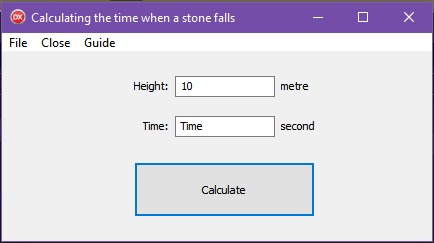 DX Calculating the time when a stone falls
File Close Guide
Height: 10 metre
Time: Time second
Calculate